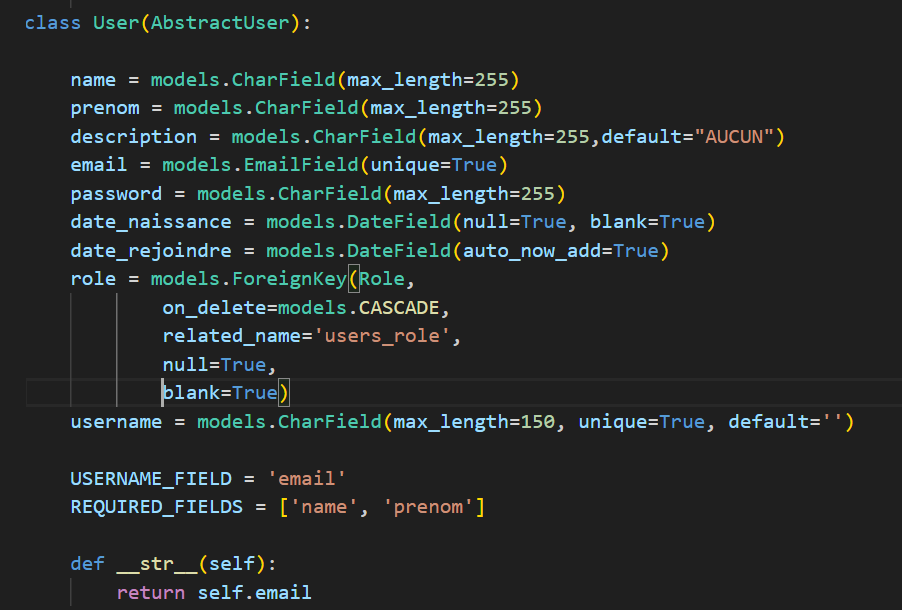 class User(AbstractUser):
name = models.CharField(max_length=255)
prenom = models.CharField(max_length=255)
description = models.CharField(max_length=255,default="AUCUN")
email = models.EmailField(unique=True)
password = models.CharField(max_length=255)
date_naissance = models.DateField(null=True, blank=True)
date_rejoindre = models.DateField(auto_now_add=True)
role = models.ForeignKey(Role,
on_delete=models.CASCADE,
related_name='users_role',
null=True,
blank=True)
username = models.CharField(max_length=150, unique=True, default='')
USERNAME_FIELD = 'email'
REQUIRED_FIELDS = ['name', 'prenom']
def __str__(self):
return self.email